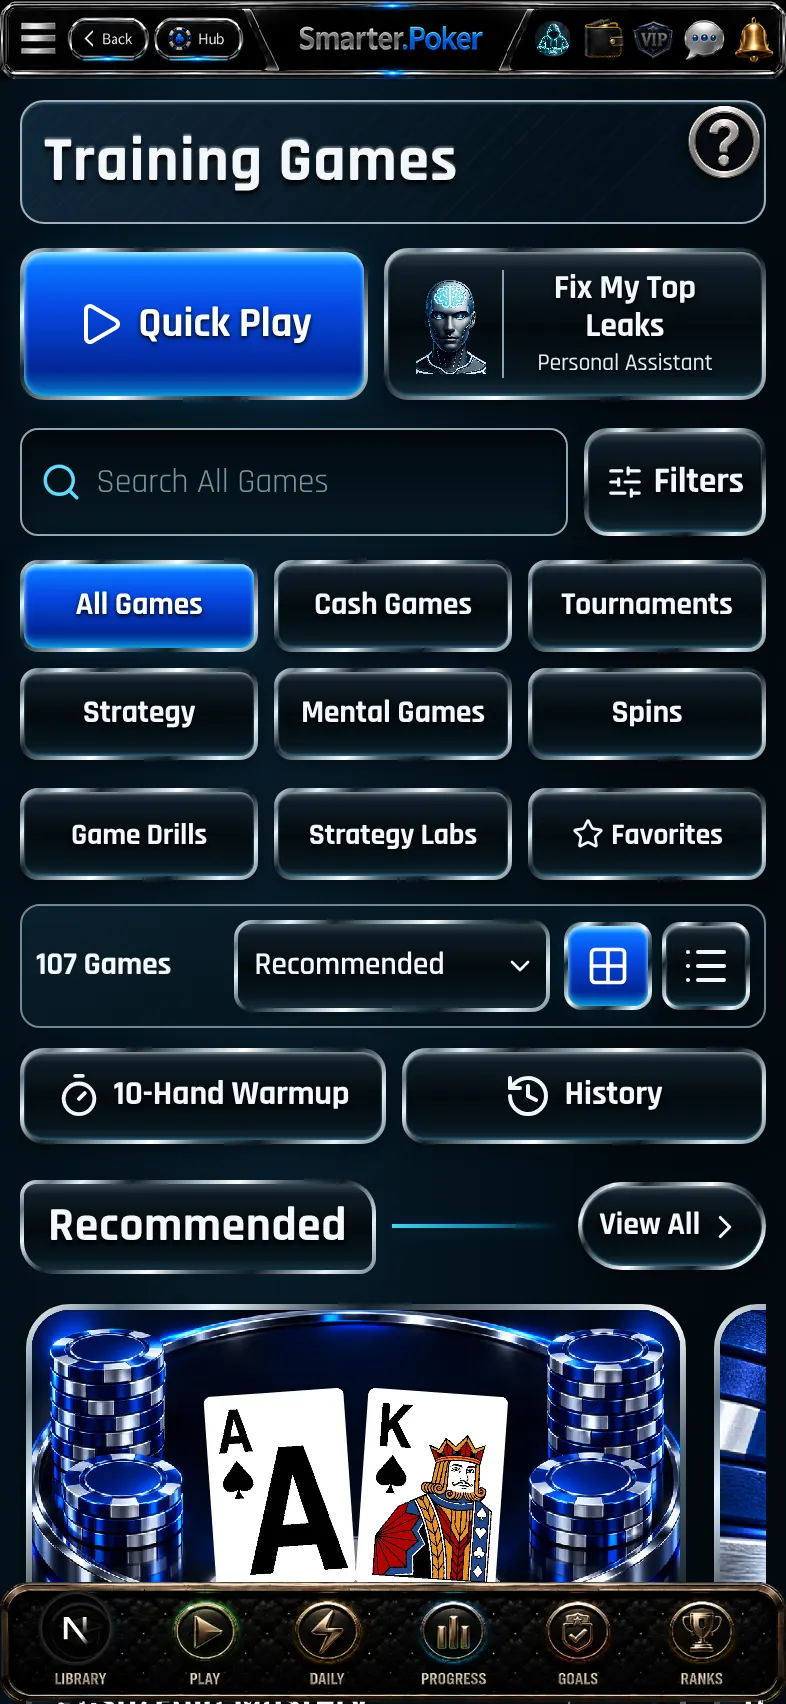 Back
Hub
Smarter.Poker
VIP
Training Games
?
Quick Play
Fix My Top
Leaks
Personal Assistant
Search All Games
Filters
All Games
Cash Games
Tournaments
Strategy
Mental Games
Spins
Game Drills
Strategy Labs
Favorites
107 Games
Recommended
10-Hand Warmup
History
Recommended
View All
A
K
A
N
LIBRARY
PLAY
DAILY
PROGRESS
GOALS
RANKS